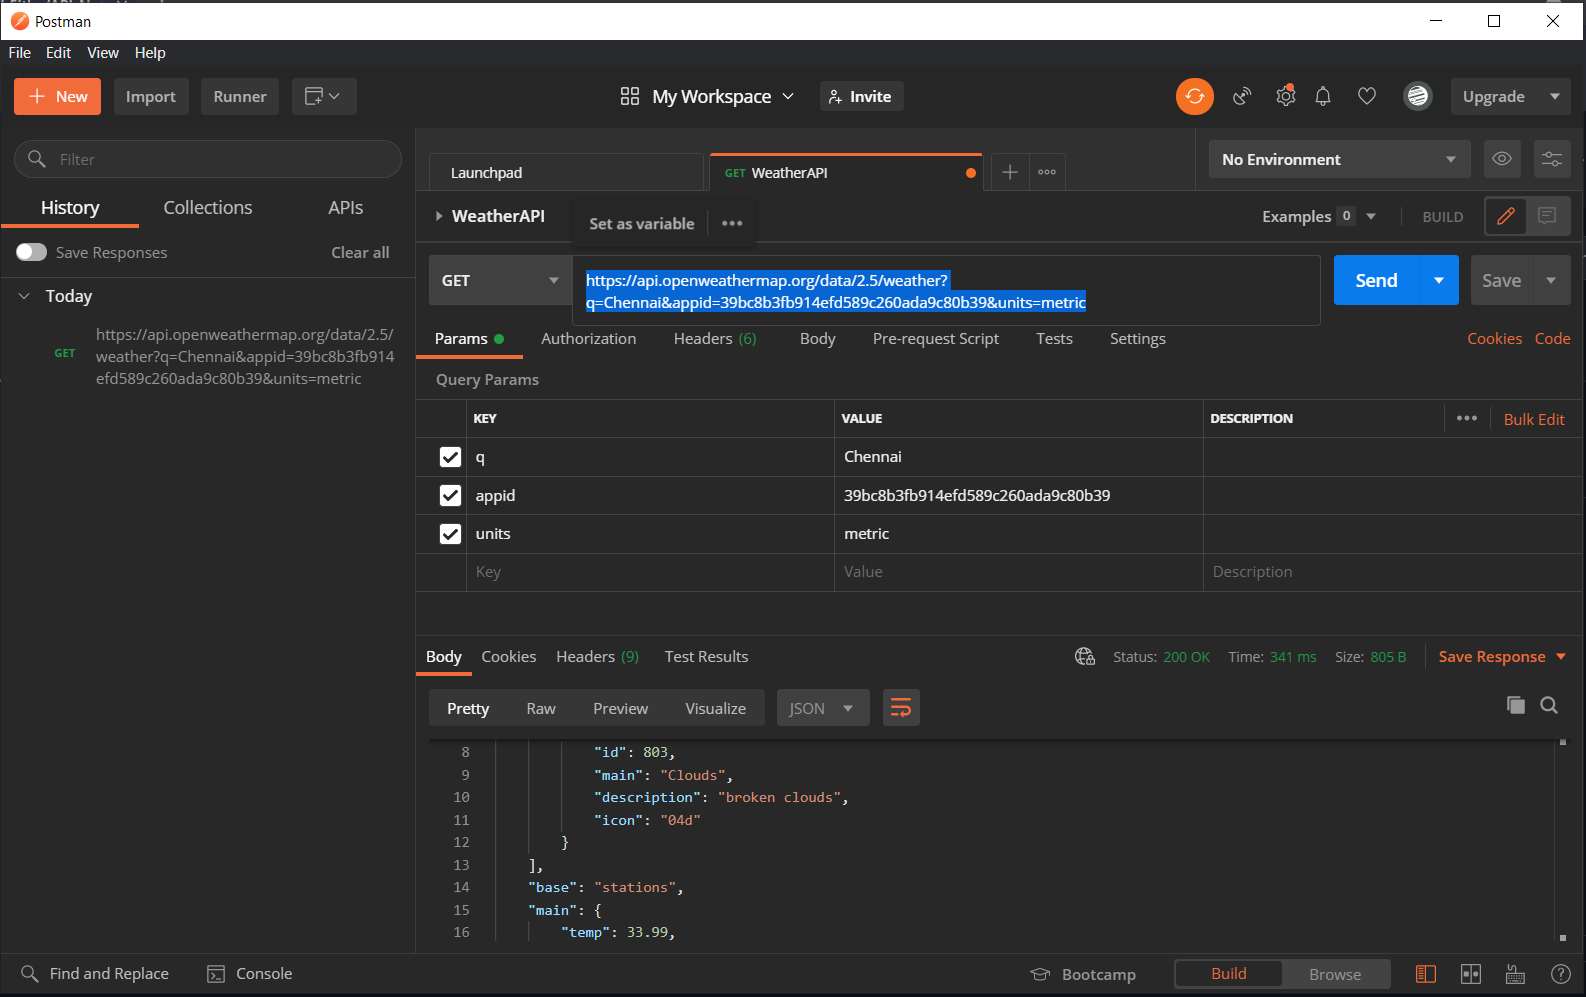 Postman
File Edit View Help
New Import Runner My Workspace Invite Upgrade
Filter
History Collections APIs
Save Responses Clear all
Today
GET https://api.openweathermap.org/data/2.5/
weather?q=Chennai&appid=39bc8b3fb914
efd589c260ada9c80b39&units=metric
Launchpad GET WeatherAPI No Environment
WeatherAPI Set as variable Examples 0 BUILD
GET https://api.openweathermap.org/data/2.5/weather?
q=Chennai&appid=39bc8b3fb914efd589c260ada9c80b39&units=metric
Send Save
Params Authorization Headers (6) Body Pre-request Script Tests Settings Cookies Code
Query Params
KEY VALUE DESCRIPTION Bulk Edit
q Chennai
appid 39bc8b3fb914efd589c260ada9c80b39
units metric
Key Value Description
Body Cookies Headers (9) Test Results Status: 200 OK Time: 341 ms Size: 805 B Save Response
Pretty Raw Preview Visualize JSON
8 "id": 803,
9 "main": "Clouds",
10 "description": "broken clouds",
11 "icon": "04d"
12 }
13 ],
14 "base": "stations",
15 "main": {
16 "temp": 33.99,
Find and Replace Console Bootcamp Build Browse